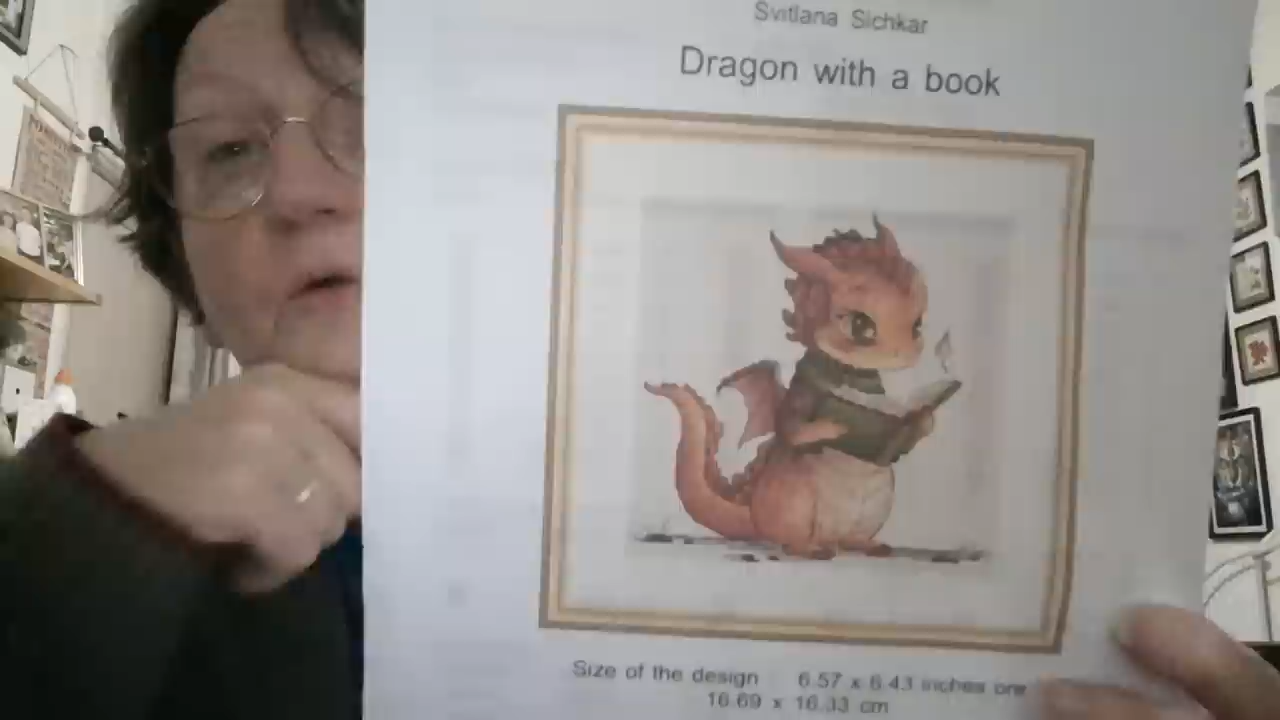 Svitlana Sichkar
Dragon with a book
Size of the design 6.57 x 6.43 inches ore
16.69 x 16.33 cm